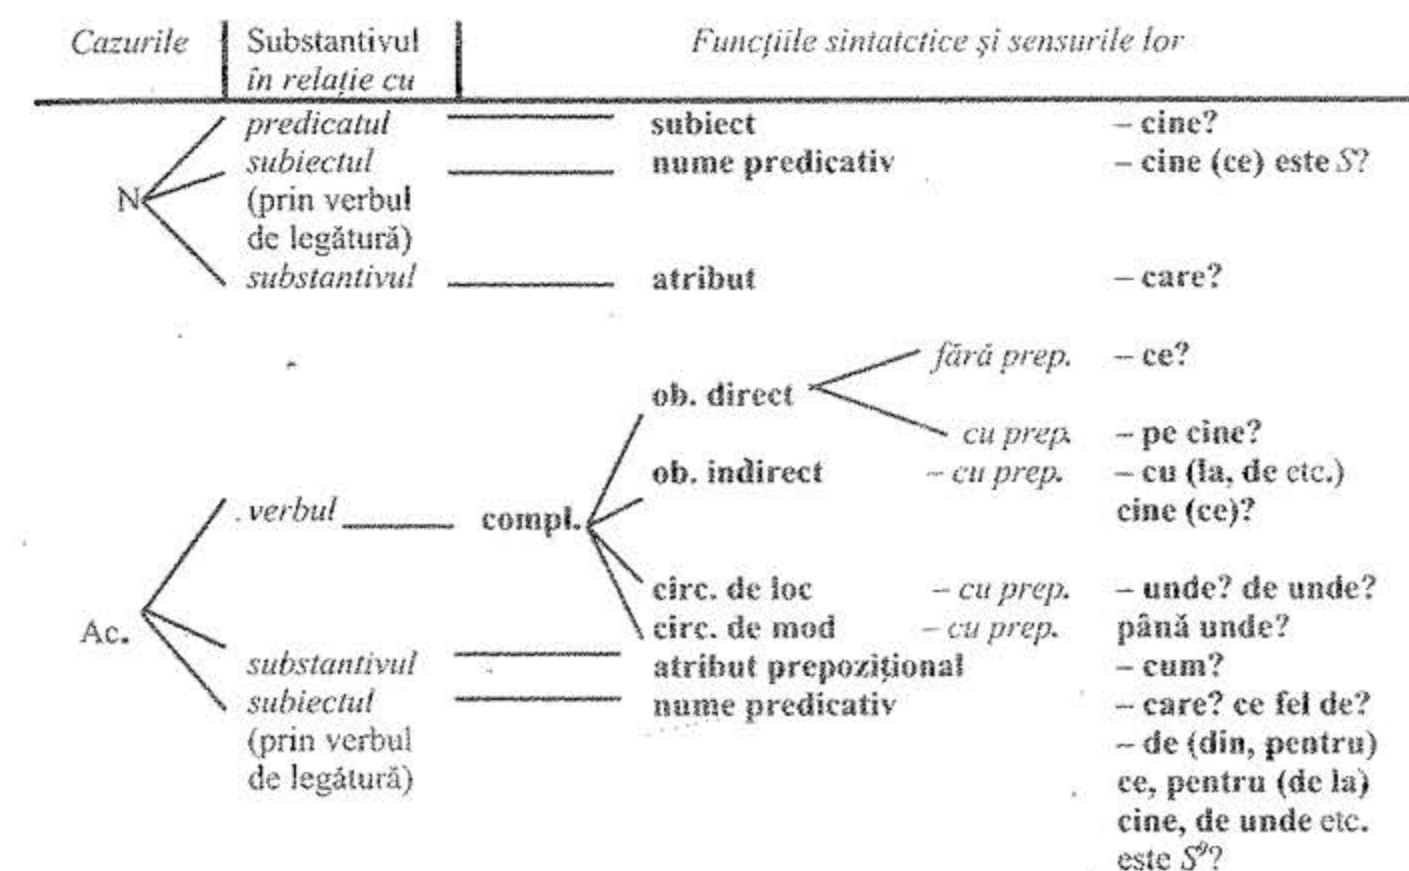 Cazurile Substantivul Funcțiile sintatctice și sensurile lor
în relație cu
predicatul subiect – cine?
subiectul nume predicativ – cine (ce) este S?
N (prin verbul
de legătură)
substantivul atribut – care?
fără prep. – ce?
ob. direct
cu prep. – pe cine?
ob. indirect – cu prep. – cu (la, de etc.)
verbul compl. cine (ce)?
circ. de loc – cu prep. – unde? de unde?
Ac. circ. de mod – cu prep. până unde?
substantivul atribut prepozițional – cum?
subiectul nume predicativ – care? ce fel de?
(prin verbul – de (din, pentru)
de legătură) ce, pentru (de la)
cine, de unde etc.
este S⁹?